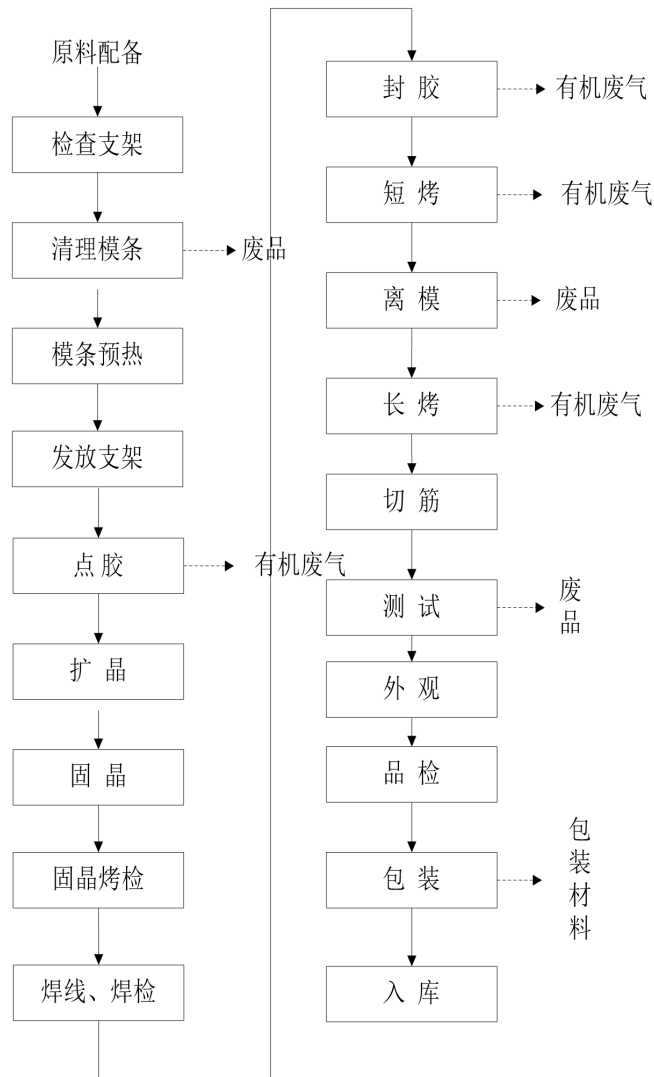 原料配备
检查支架
清理模条
废品
模条预热
发放支架
点胶
有机废气
扩 晶
固 晶
固晶烤检
焊线、焊检
封 胶
有机废气
短 烤
有机废气
离 模
废品
长 烤
有机废气
切 筋
测 试
废
品
外 观
品 检
包 装
包
装
材
料
入 库